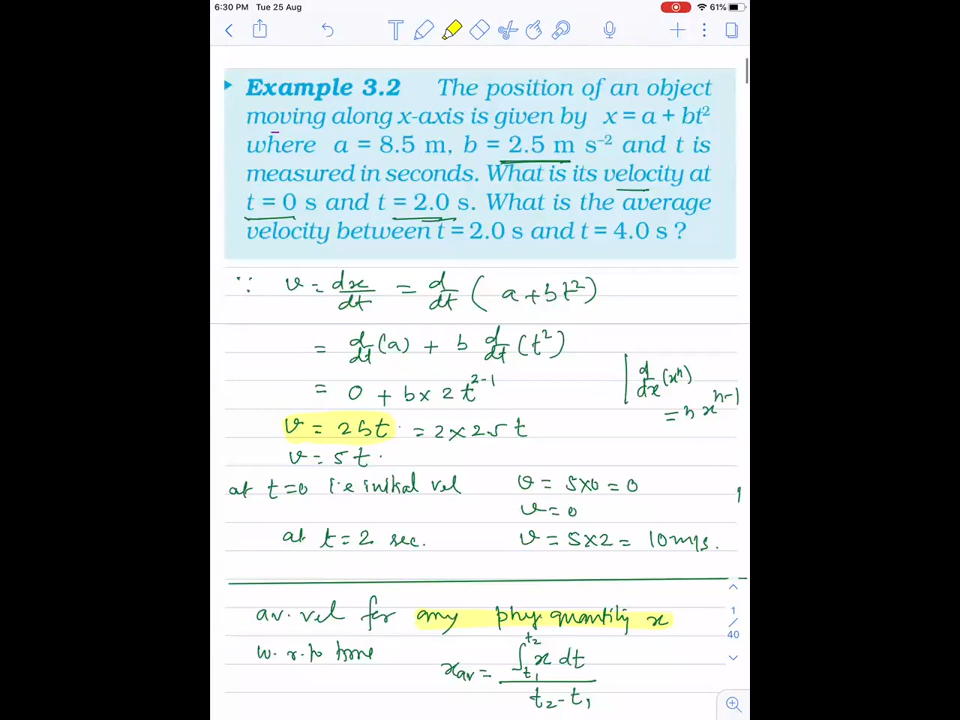 6:30 PM Tue 25 Aug 61%
Example 3.2 The position of an object
moving along x-axis is given by x = a + bt²
where a = 8.5 m, b = 2.5 m s⁻² and t is
measured in seconds. What is its velocity at
t = 0 s and t = 2.0 s. What is the average
velocity between t = 2.0 s and t = 4.0 s ?
∵ v = dx/dt = d/dt ( a + bt² )
= d/dt (a) + b d/dt (t²)
= 0 + b × 2 t²⁻¹
| d/dx (xⁿ)
= n xⁿ⁻¹
v = 2bt = 2 × 2.5 t
v = 5t.
at t=0 i.e initial vel v = 5×0 = 0
v = 0
at t = 2 sec. v = 5×2 = 10 m/s.
av. vel for any phy quantity x
w.r.to time
x_av = ∫_t₁^t₂ x dt / t₂ - t₁
1
/
40